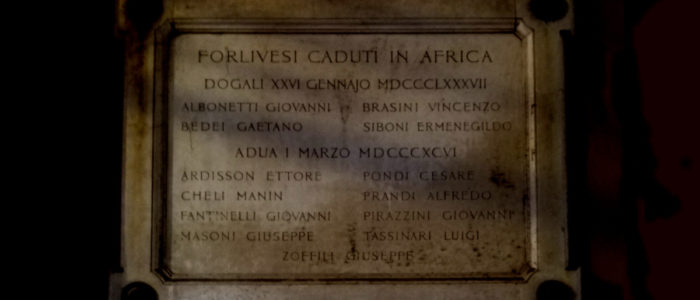 FORLIVESI CADUTI IN AFRICA
DOGALI XXVI GENNAJO MDCCCLXXXVII
ALBONETTI GIOVANNI BRASINI VINCENZO
BEDEI GAETANO SIBONI ERMENEGILDO
ADUA I MARZO MDCCCXCVI
ARDISSON ETTORE PONDI CESARE
CHELI MANIN PRANDI ALFREDO
FANTINELLI GIOVANNI PIRAZZINI GIOVANNI
MASONI GIUSEPPE TASSINARI LUIGI
ZOFFILI GIUSEPPE